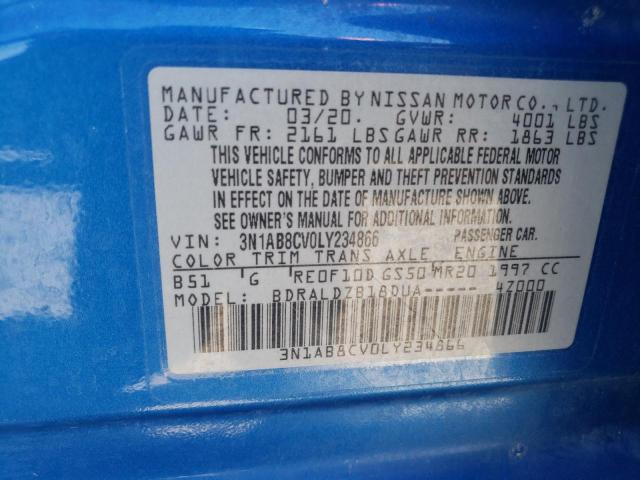 MANUFACTURED BY NISSAN MOTOR CO., LTD.
DATE: 03/20. GVWR: 4001 LBS
GAWR FR: 2161 LBS GAWR RR: 1863 LBS
THIS VEHICLE CONFORMS TO ALL APPLICABLE FEDERAL MOTOR
VEHICLE SAFETY, BUMPER AND THEFT PREVENTION STANDARDS
IN EFFECT ON THE DATE OF MANUFACTURE SHOWN ABOVE.
SEE OWNER'S MANUAL FOR ADDITIONAL INFORMATION.
VIN: 3N1AB8CV0LY234866 PASSENGER CAR
COLOR TRIM TRANS AXLE ENGINE
B51 G RE0F10D GS50 MR20 1997 CC
MODEL: BDRALDZB18DUA----- 4Z000
3N1AB8CV0LY234866